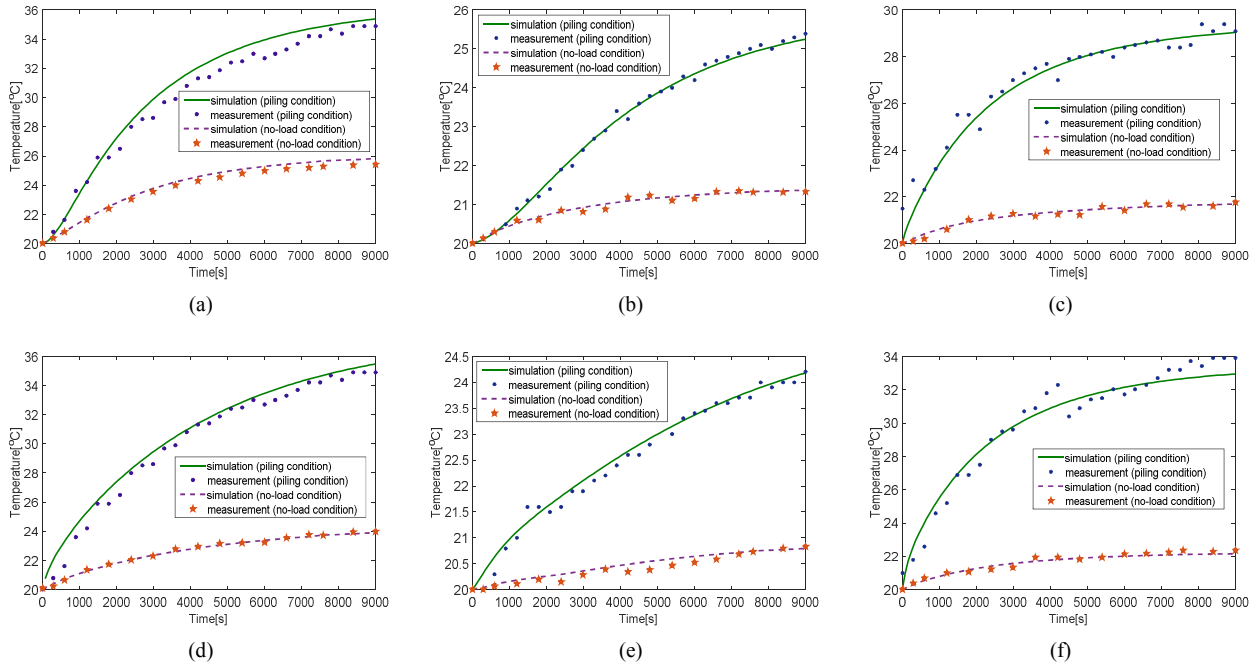 36
34
32
30
28
26
24
22
20
Temperature[°C]
simulation (piling condition)
measurement (piling condition)
simulation (no-load condition)
measurement (no-load condition)
0 1000 2000 3000 4000 5000 6000 7000 8000 9000
Time[s]
(a)
26
25
24
23
22
21
20
Temperature[°C]
simulation (piling condition)
measurement (piling condition)
simulation (no-load condition)
measurement (no-load condition)
0 1000 2000 3000 4000 5000 6000 7000 8000 9000
Time[s]
(b)
30
28
26
24
22
20
Temperature[°C]
simulation (piling condition)
measurement (piling condition)
simulation (no-load condition)
measurement (no-load condition)
0 1000 2000 3000 4000 5000 6000 7000 8000 9000
Time[s]
(c)
36
34
32
30
28
26
24
22
20
Temperature[°C]
simulation (piling condition)
measurement (piling condition)
simulation (no-load condition)
measurement (no-load condition)
0 1000 2000 3000 4000 5000 6000 7000 8000 9000
Time[s]
(d)
24.5
24
23.5
23
22.5
22
21.5
21
20.5
20
Temperature[°C]
simulation (piling condition)
measurement (piling condition)
simulation (no-load condition)
measurement (no-load condition)
0 1000 2000 3000 4000 5000 6000 7000 8000 9000
Time[s]
(e)
34
32
30
28
26
24
22
20
Temperature[°C]
simulation (piling condition)
measurement (piling condition)
simulation (no-load condition)
measurement (no-load condition)
0 1000 2000 3000 4000 5000 6000 7000 8000 9000
Time[s]
(f)